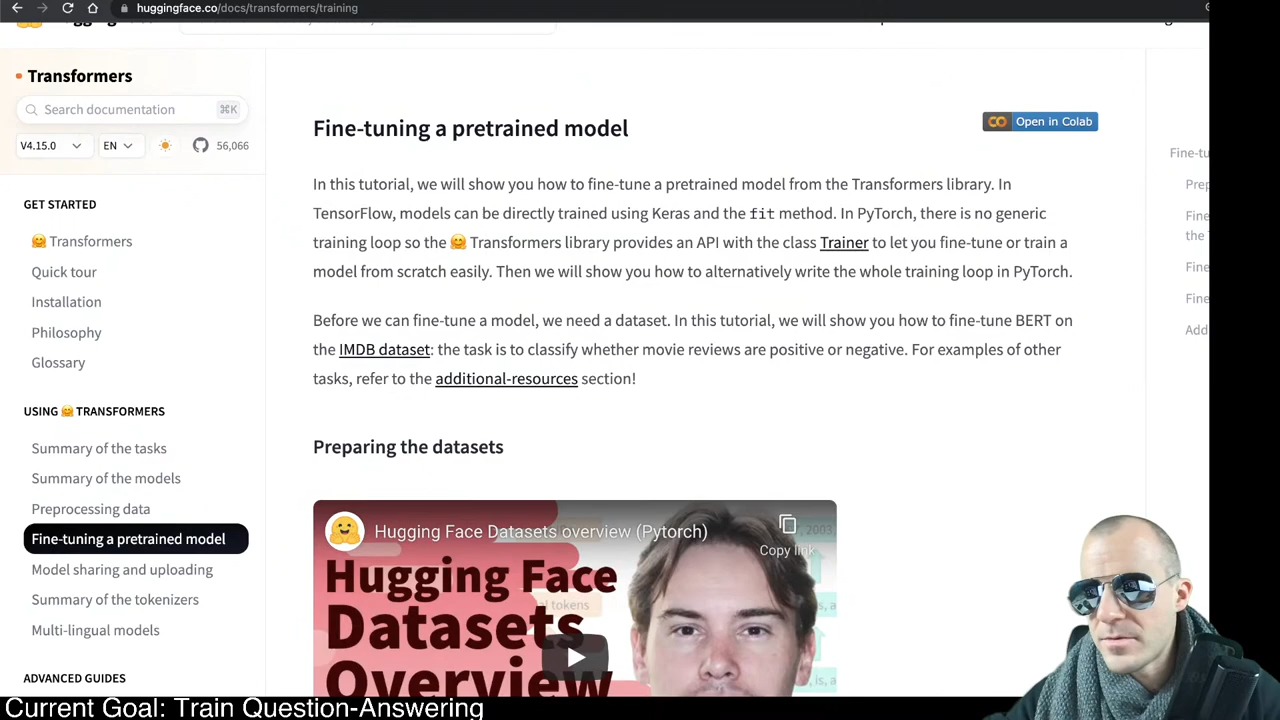 huggingface.co/docs/transformers/training
Transformers
Search documentation
⌘K
V4.15.0
EN
56,066
GET STARTED
🤗 Transformers
Quick tour
Installation
Philosophy
Glossary
USING 🤗 TRANSFORMERS
Summary of the tasks
Summary of the models
Preprocessing data
Fine-tuning a pretrained model
Model sharing and uploading
Summary of the tokenizers
Multi-lingual models
ADVANCED GUIDES
Fine-tuning a pretrained model
Open in Colab
In this tutorial, we will show you how to fine-tune a pretrained model from the Transformers library. In
TensorFlow, models can be directly trained using Keras and the fit method. In PyTorch, there is no generic
training loop so the 🤗 Transformers library provides an API with the class Trainer to let you fine-tune or train a
model from scratch easily. Then we will show you how to alternatively write the whole training loop in PyTorch.
Before we can fine-tune a model, we need a dataset. In this tutorial, we will show you how to fine-tune BERT on
the IMDB dataset: the task is to classify whether movie reviews are positive or negative. For examples of other
tasks, refer to the additional-resources section!
Preparing the datasets
Hugging Face Datasets overview (Pytorch)
Copy link
Hugging Face
Datasets
Overview
Fine-tu
Prep
Fine
the T
Fine
Fine
Add
Current Goal: Train Question-Answering